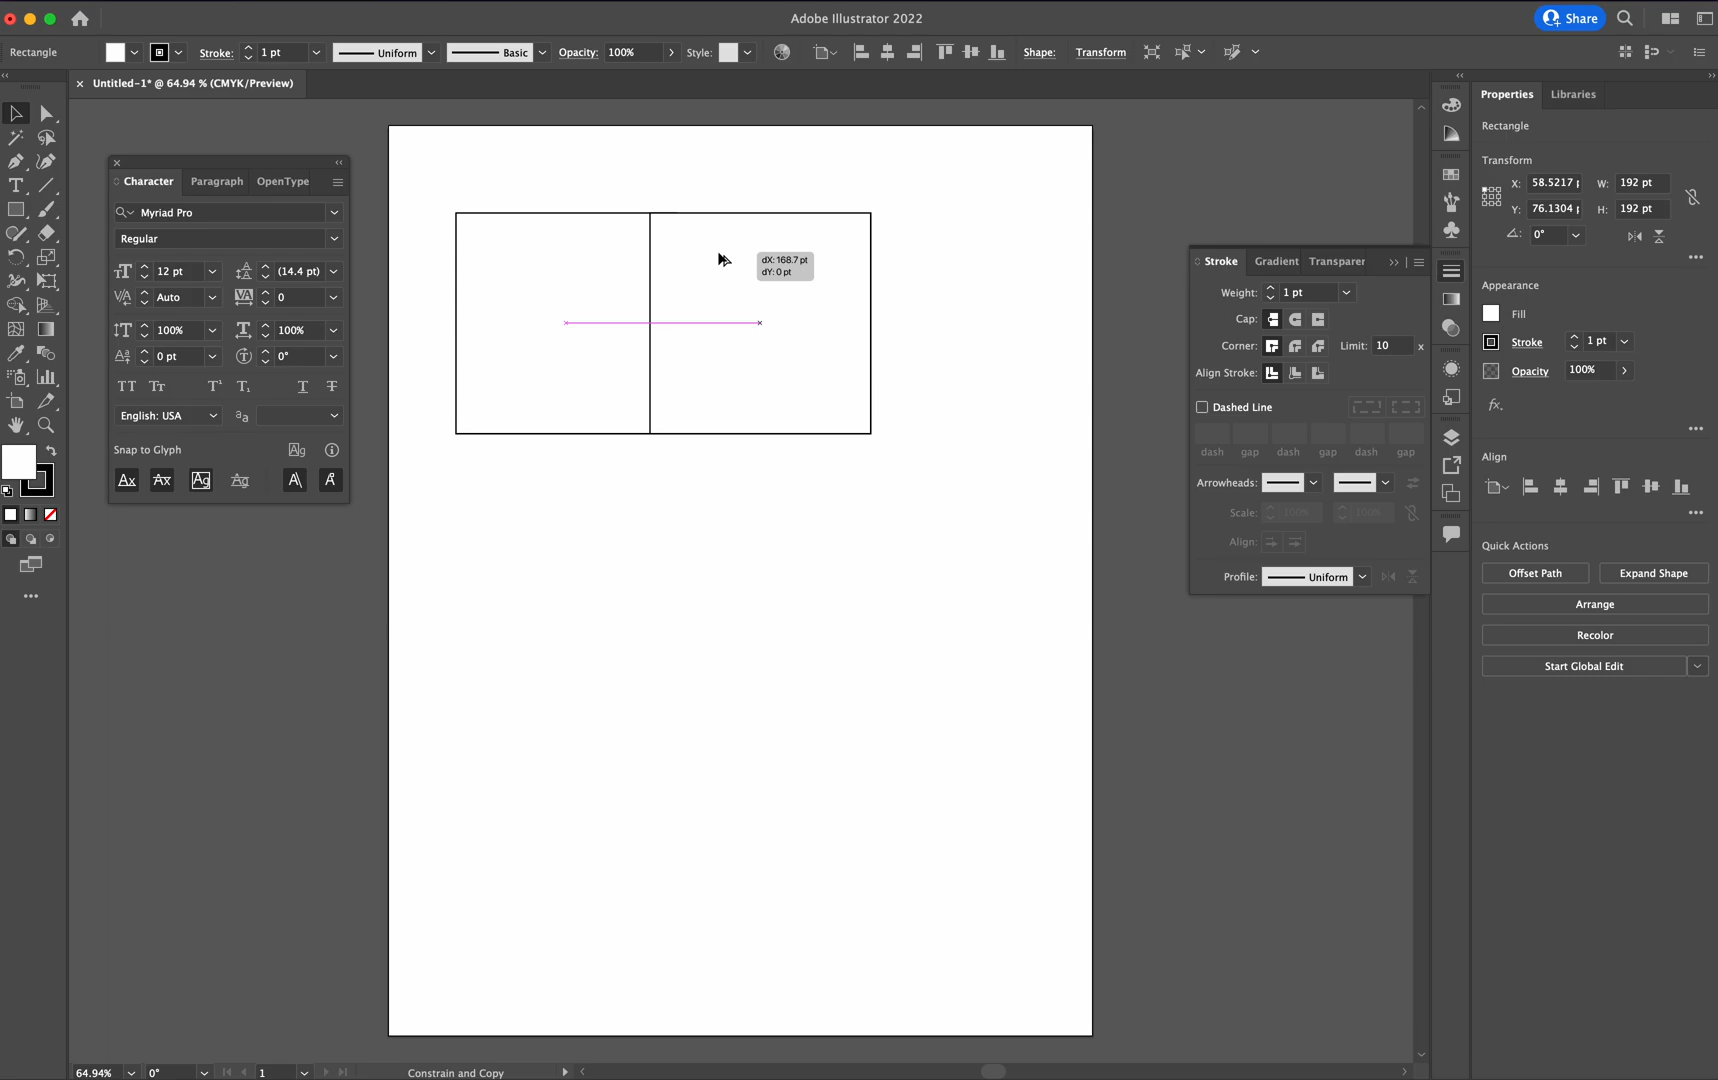 Adobe Illustrator 2022
Share
Rectangle
Stroke:
1 pt
Uniform
Basic
Opacity:
100%
Style:
Shape:
Transform
Untitled-1* @ 64.94 % (CMYK/Preview)
Character
Paragraph
OpenType
Myriad Pro
Regular
12 pt
(14.4 pt)
Auto
0
100%
100%
0 pt
0°
English: USA
Snap to Glyph
dX: 168.7 pt
dY: 0 pt
Stroke
Gradient
Transparer
Weight:
1 pt
Cap:
Corner:
Limit:
10
x
Align Stroke:
Dashed Line
dash
gap
dash
gap
dash
gap
Arrowheads:
Scale:
100%
100%
Align:
Profile:
Uniform
Properties
Libraries
Rectangle
Transform
X:
58.5217
W:
192 pt
Y:
76.1304
H:
192 pt
0°
Appearance
Fill
Stroke
1 pt
Opacity
100%
fx.
Align
Quick Actions
Offset Path
Expand Shape
Arrange
Recolor
Start Global Edit
64.94%
0°
1
Constrain and Copy